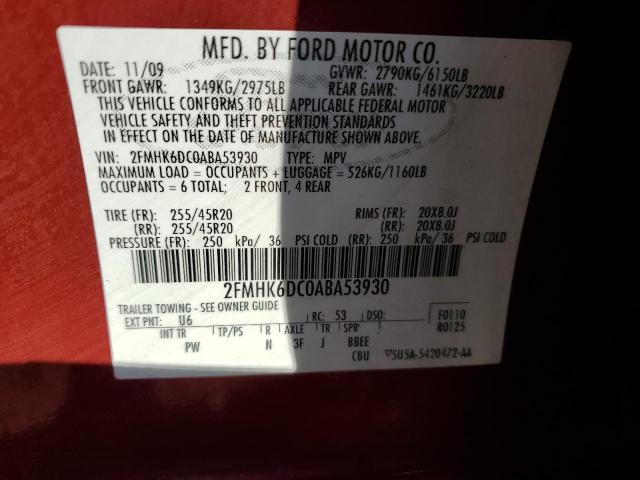 MFD. BY FORD MOTOR CO.
DATE: 11/09 GVWR: 2790KG/6150LB
FRONT GAWR: 1349KG/2975LB REAR GAWR: 1461KG/3220LB
THIS VEHICLE CONFORMS TO ALL APPLICABLE FEDERAL MOTOR
VEHICLE SAFETY AND THEFT PREVENTION STANDARDS
IN EFFECT ON THE DATE OF MANUFACTURE SHOWN ABOVE.
VIN: 2FMHK6DC0ABA53930 TYPE: MPV
MAXIMUM LOAD = OCCUPANTS + LUGGAGE = 526KG/1160LB
OCCUPANTS = 6 TOTAL; 2 FRONT, 4 REAR
TIRE (FR): 255/45R20 RIMS (FR): 20X8.0J
(RR): 255/45R20 (RR): 20X8.0J
PRESSURE (FR): 250 kPa/ 36 PSI COLD (RR): 250 kPa/ 36 PSI COLD
2FMHK6DC0ABA53930
TRAILER TOWING - SEE OWNER GUIDE
EXT PNT: U6 RC: 53 DSO: F0110
R0125
INT TR TP/PS R AXLE TR SPR
PW N 3F J BBEE
CBU 5U5A-5420472-AA